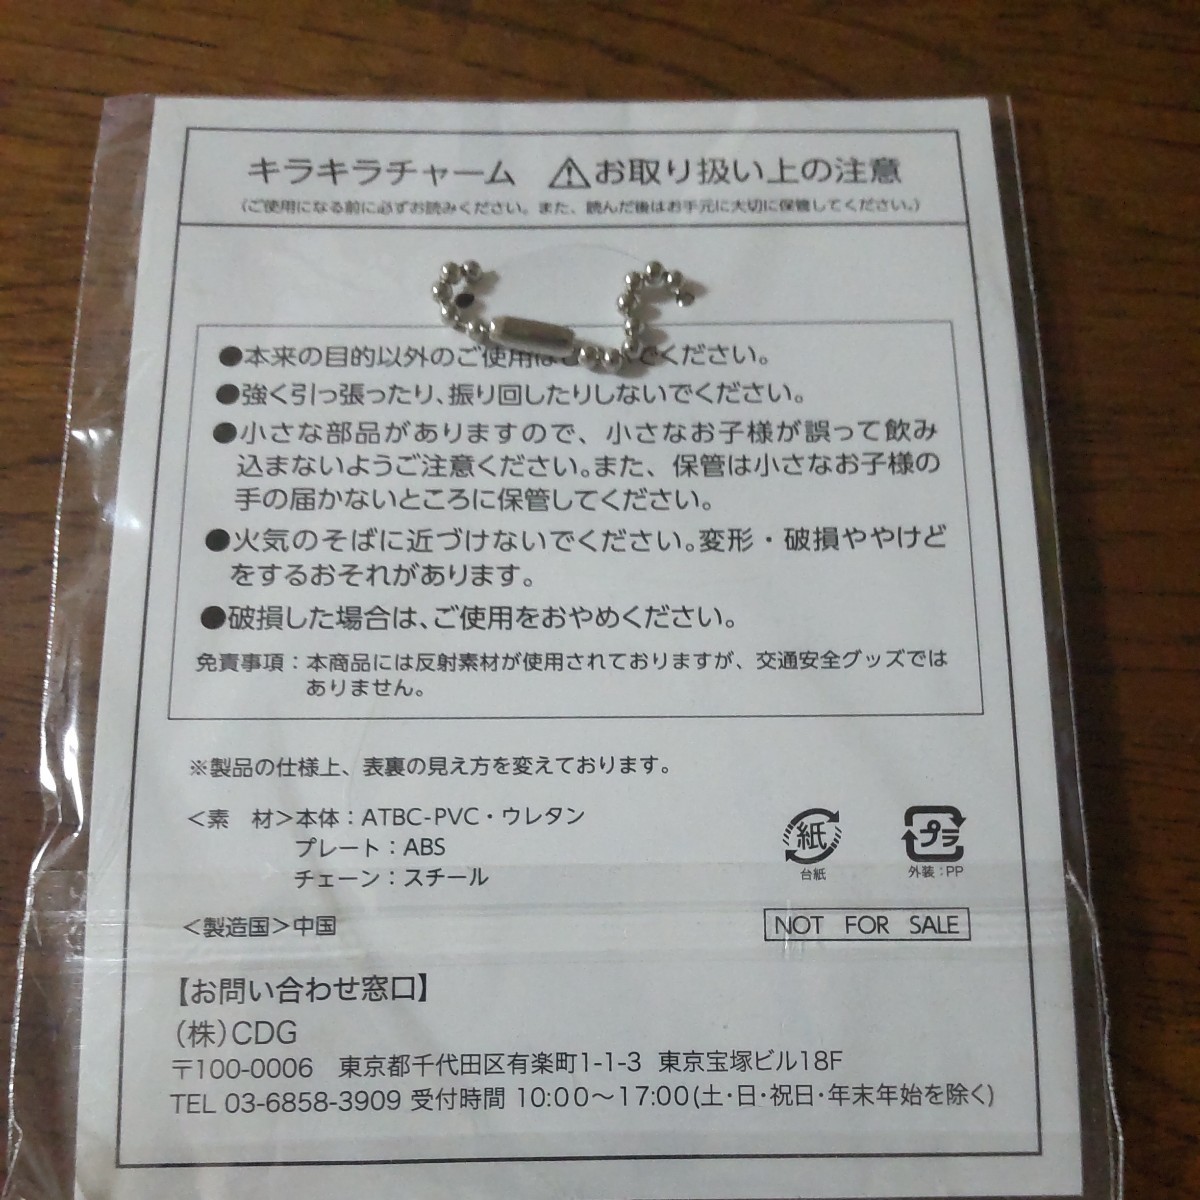 キラキラチャーム ⚠お取り扱い上の注意
(ご使用になる前に必ずお読みください。また、読んだ後はお手元に大切に保管してください。)
●本来の目的以外のご使用は でください。
●強く引っ張ったり、振り回したりしないでください。
●小さな部品がありますので、小さなお子様が誤って飲み
込まないようご注意ください。また、保管は小さなお子様の
手の届かないところに保管してください。
●火気のそばに近づけないでください。変形・破損ややけど
をするおそれがあります。
●破損した場合は、ご使用をおやめください。
免責事項：本商品には反射素材が使用されておりますが、交通安全グッズでは
ありません。
※製品の仕様上、表裏の見え方を変えております。
<素　材>本体：ATBC-PVC・ウレタン
プレート：ABS
チェーン：スチール
紙
台紙
プラ
外装：PP
<製造国>中国
NOT FOR SALE
【お問い合わせ窓口】
(株)CDG
〒100-0006　東京都千代田区有楽町1-1-3 東京宝塚ビル18F
TEL 03-6858-3909 受付時間 10:00～17:00(土・日・祝日・年末年始を除く)